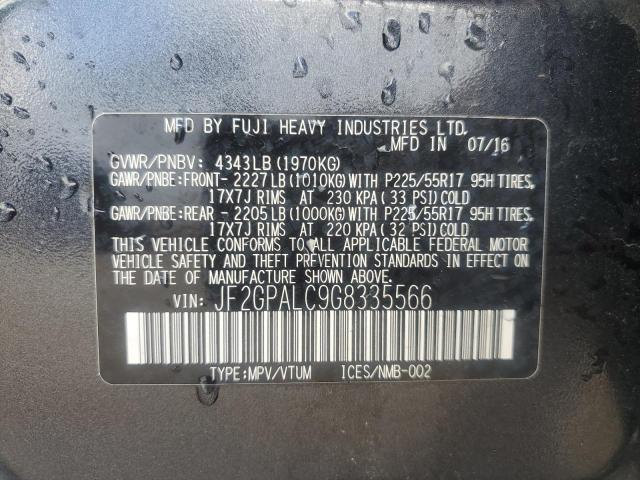 MFD BY FUJI HEAVY INDUSTRIES LTD.
MFD IN 07/16
GVWR/PNBV: 4343LB (1970KG)
GAWR/PNBE:FRONT- 2227LB(1010KG)WITH P225/55R17 95H TIRES,
17X7J RIMS AT 230 KPA ( 33 PSI) COLD
GAWR/PNBE:REAR - 2205LB(1000KG)WITH P225/55R17 95H TIRES,
17X7J RIMS AT 220 KPA ( 32 PSI) COLD
THIS VEHICLE CONFORMS TO ALL APPLICABLE FEDERAL MOTOR
VEHICLE SAFETY AND THEFT PREVENTION STANDARDS IN EFFECT
ON THE DATE OF MANUFACTURE SHOWN ABOVE.
VIN: JF2GPALC9G8335566
TYPE:MPV/VTUM ICES/NMB-002